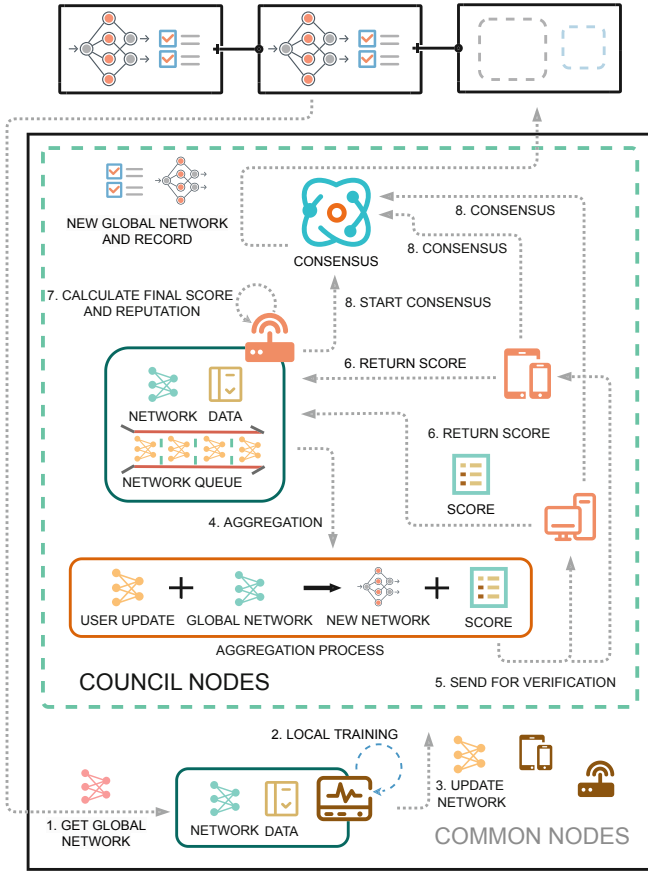 NEW GLOBAL NETWORK
AND RECORD
CONSENSUS
8. CONSENSUS
8. CONSENSUS
7. CALCULATE FINAL SCORE
AND REPUTATION
8. START CONSENSUS
6. RETURN SCORE
NETWORK
DATA
NETWORK QUEUE
6. RETURN SCORE
SCORE
4. AGGREGATION
USER UPDATE
GLOBAL NETWORK
NEW NETWORK
SCORE
AGGREGATION PROCESS
COUNCIL NODES
5. SEND FOR VERIFICATION
2. LOCAL TRAINING
3. UPDATE
NETWORK
1. GET GLOBAL
NETWORK
NETWORK
DATA
COMMON NODES